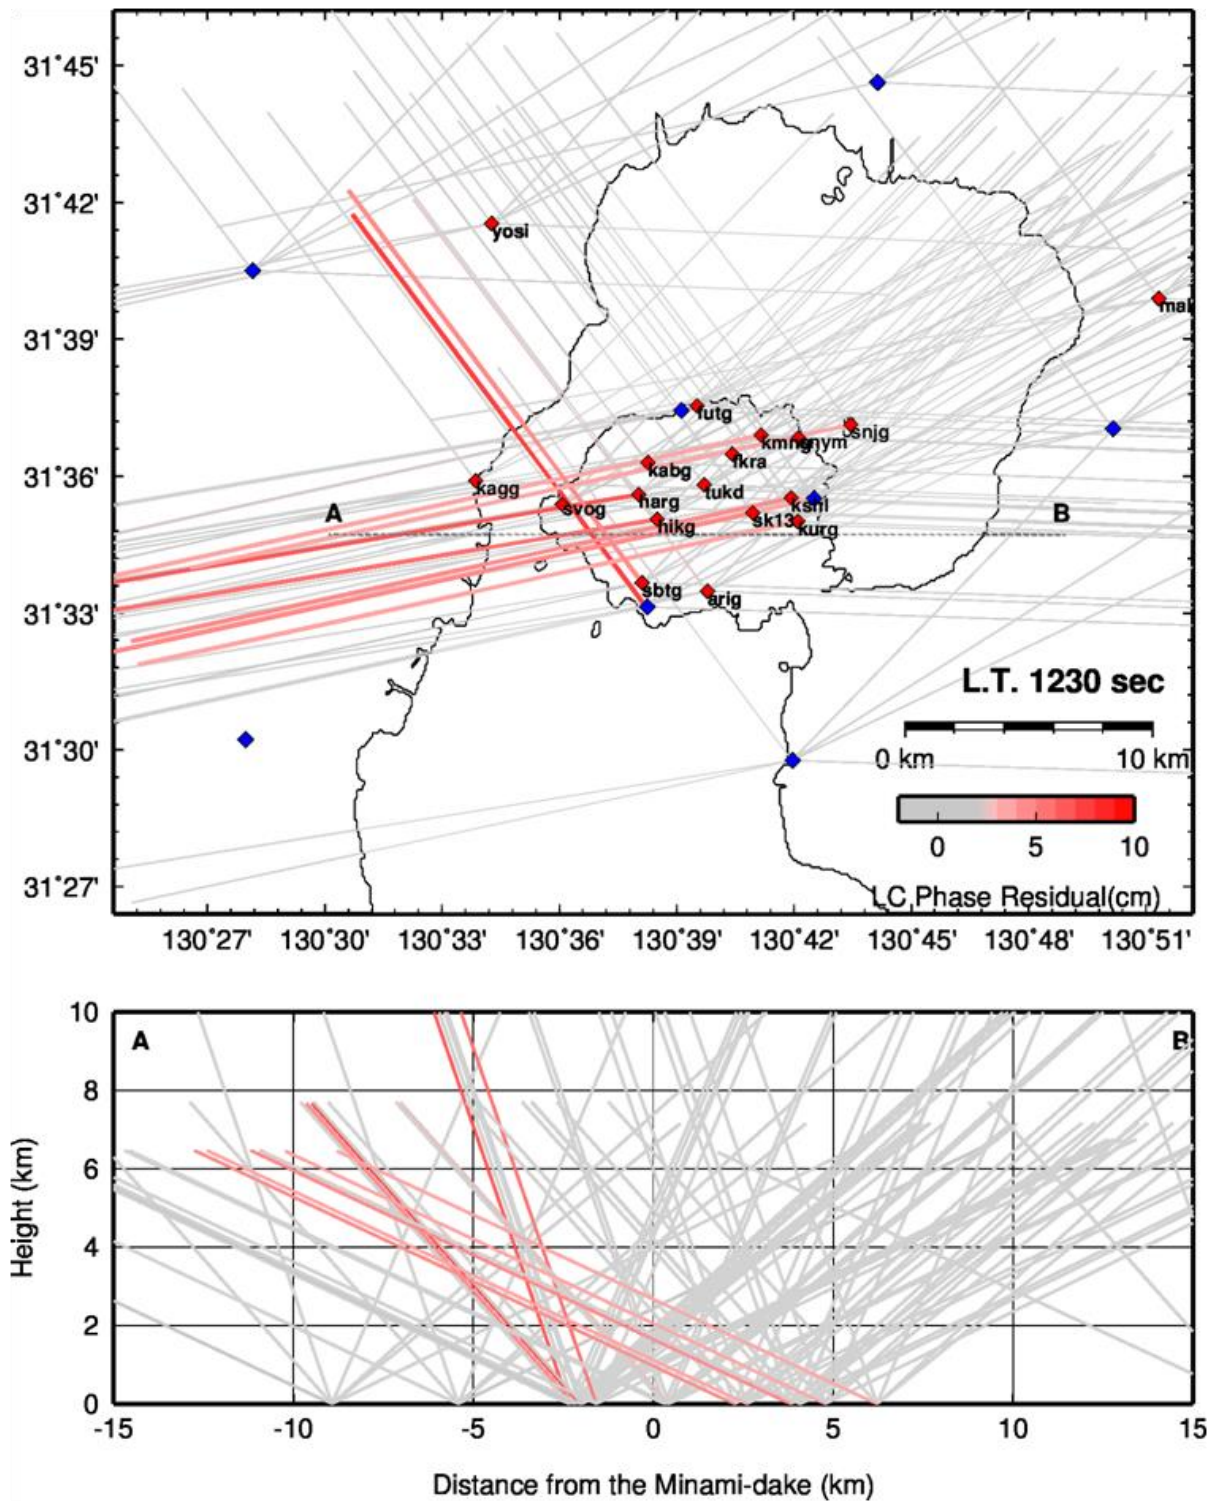 31°45'
31°42'
31°39'
31°36'
31°33'
31°30'
31°27'
yosi
mal
futg
kmng
nym
snjg
kabg
fkra
kagg
harg
tukd
svog
A
hikg
sk13
kshl
kurg
B
sbtg
arig
L.T. 1230 sec
0 km 10 km
0 5 10
LC Phase Residual(cm)
130°27' 130°30' 130°33' 130°36' 130°39' 130°42' 130°45' 130°48' 130°51'
A B
10
8
6
4
2
0
Height (km)
-15 -10 -5 0 5 10 15
Distance from the Minami-dake (km)